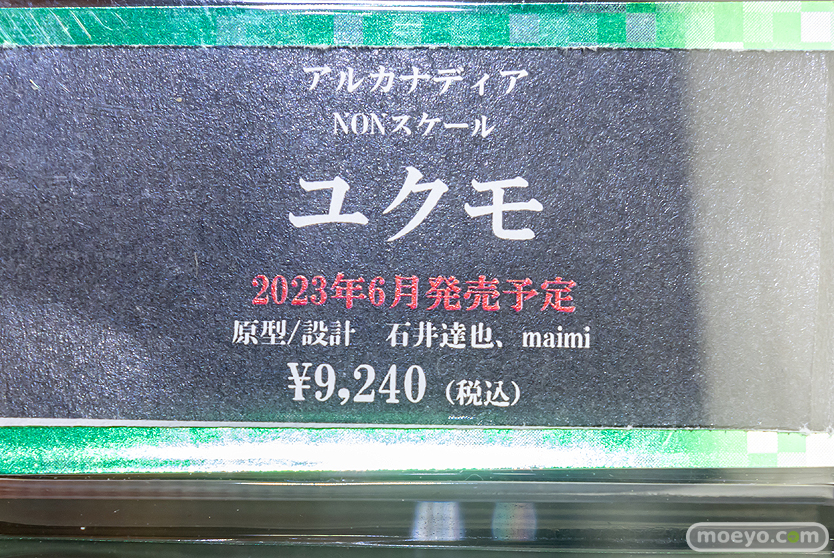 アルカナディア
NONスケール
ユクモ
2023年6月発売予定
原型/設計　石井達也、maimi
¥9,240（税込）
moeyo.com